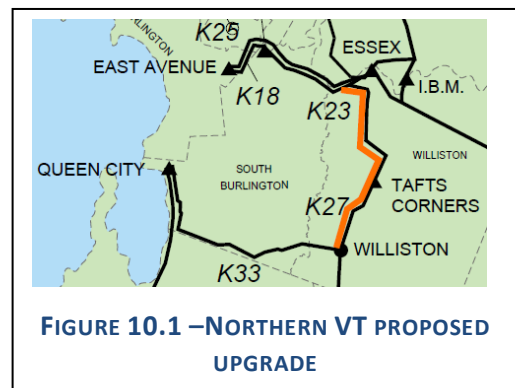 LINGTON
K25
ESSEX
EAST AVENUE
I.B.M.
K18
K23
WILLISTON
QUEEN CITY
SOUTH
BURLINGTON
TAFTS
CORNERS
K27
WILLISTON
K33
FIGURE 10.1 –NORTHERN VT PROPOSED
UPGRADE